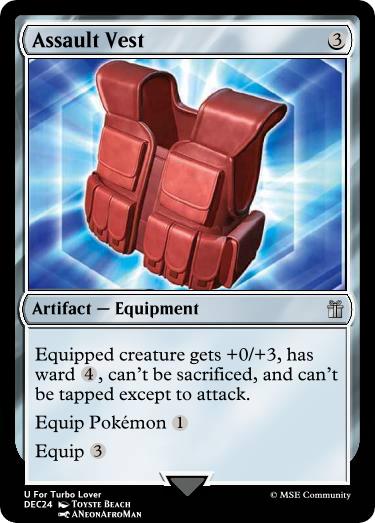 Assault Vest 3
Artifact — Equipment
Equipped creature gets +0/+3, has
ward 4, can't be sacrificed, and can't
be tapped except to attack.
Equip Pokémon 1
Equip 3
U For Turbo Lover
DEC24 Toyste Beach
ANeonAfroMan
© MSE Community